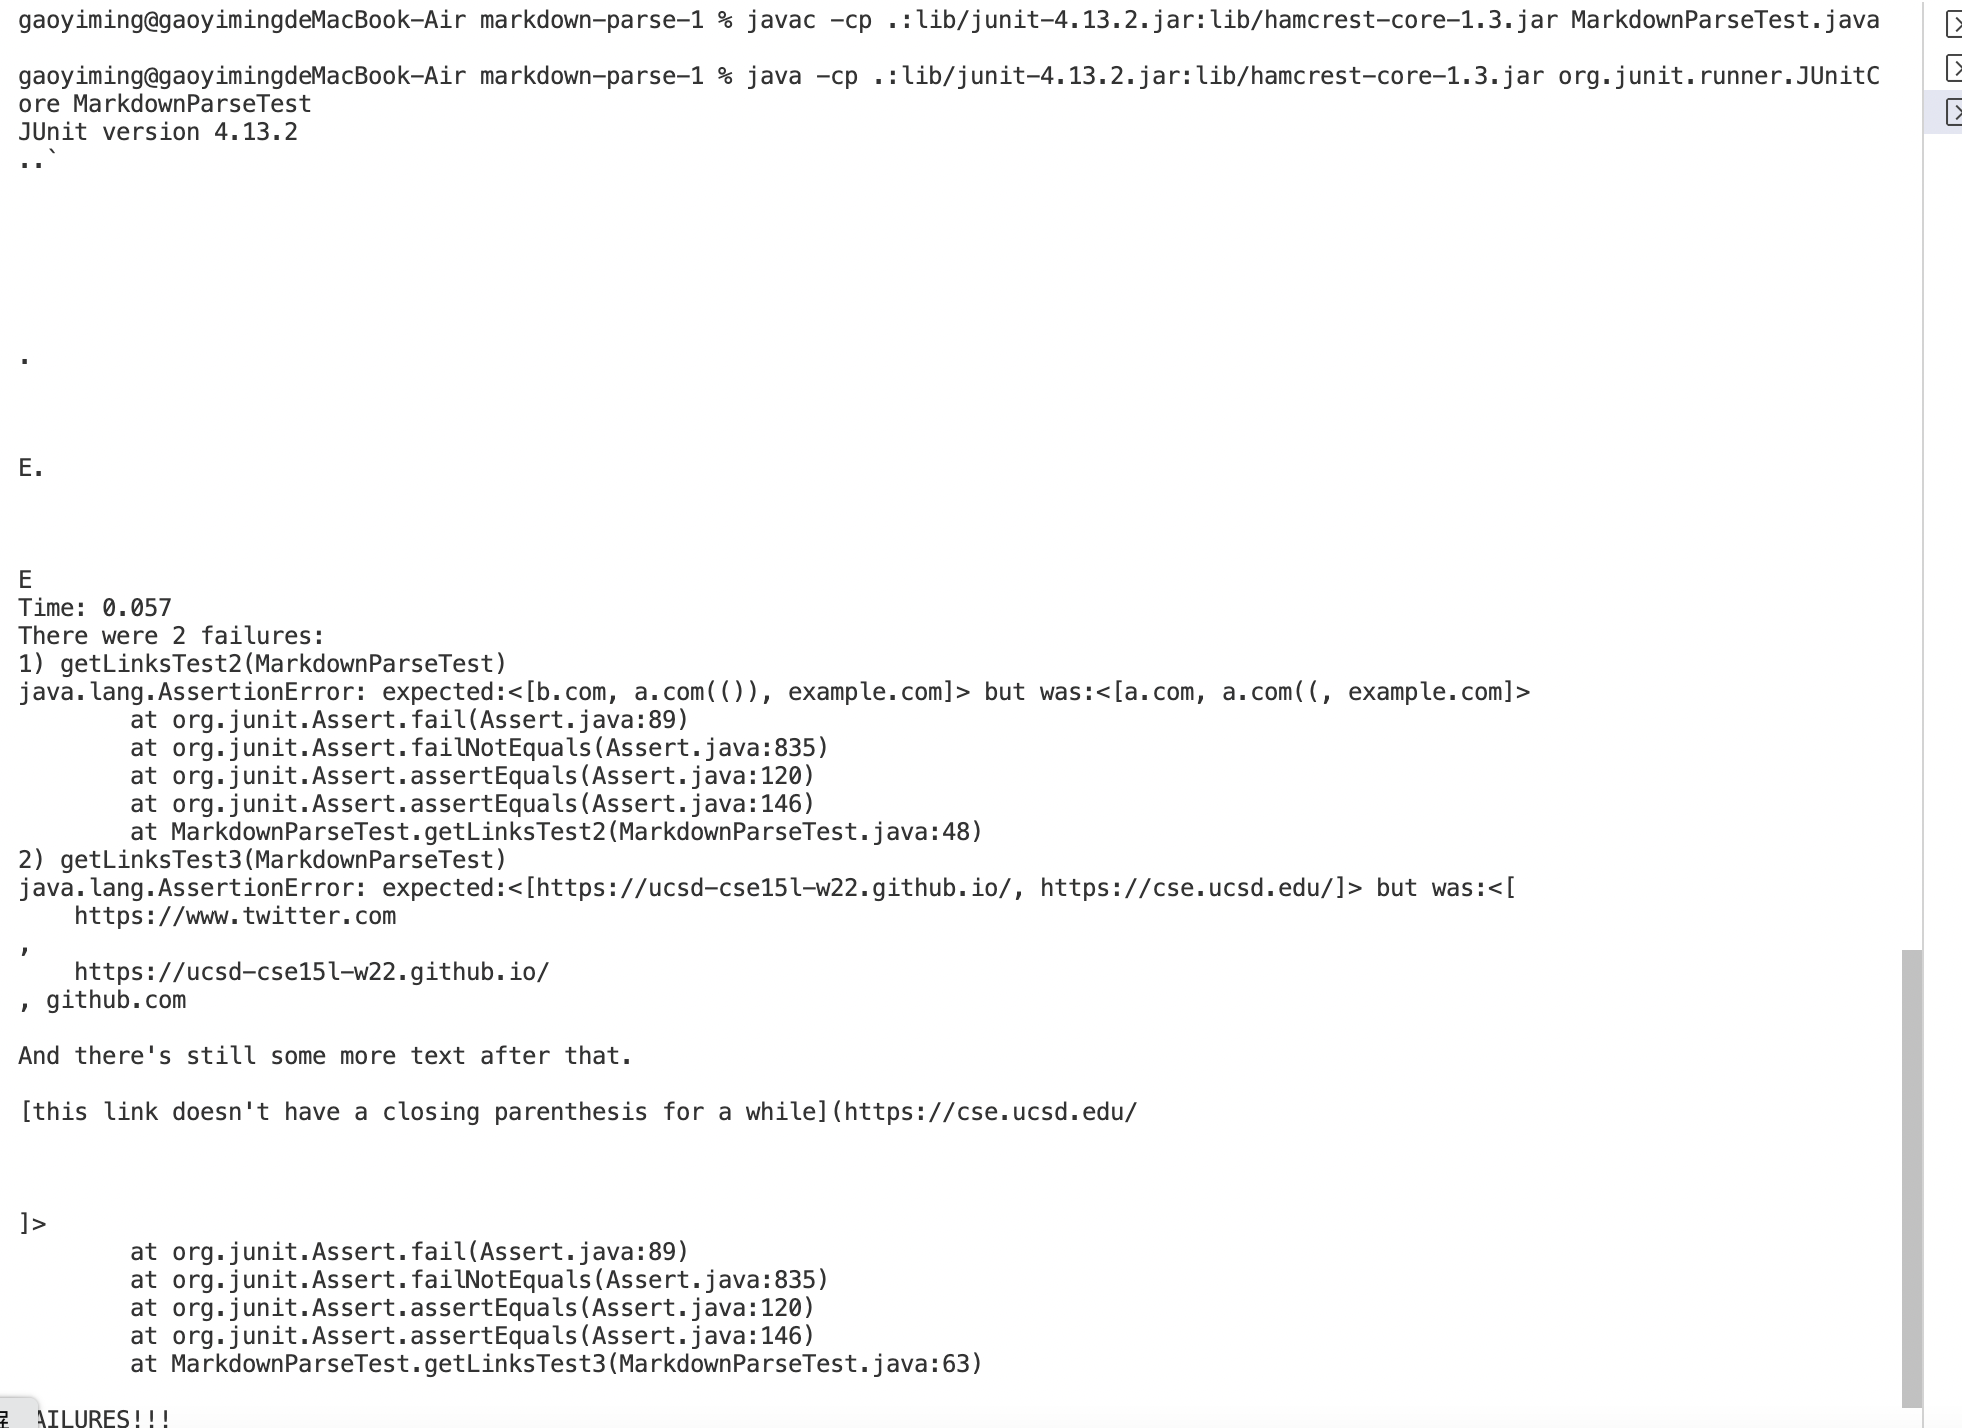 gaoyiming@gaoyimingdeMacBook-Air markdown-parse-1 % javac -cp .:lib/junit-4.13.2.jar:lib/hamcrest-core-1.3.jar MarkdownParseTest.java
gaoyiming@gaoyimingdeMacBook-Air markdown-parse-1 % java -cp .:lib/junit-4.13.2.jar:lib/hamcrest-core-1.3.jar org.junit.runner.JUnitC
ore MarkdownParseTest
JUnit version 4.13.2
..`
.
E.
E
Time: 0.057
There were 2 failures:
1) getLinksTest2(MarkdownParseTest)
java.lang.AssertionError: expected:<[b.com, a.com(()), example.com]> but was:<[a.com, a.com((, example.com]>
        at org.junit.Assert.fail(Assert.java:89)
        at org.junit.Assert.failNotEquals(Assert.java:835)
        at org.junit.Assert.assertEquals(Assert.java:120)
        at org.junit.Assert.assertEquals(Assert.java:146)
        at MarkdownParseTest.getLinksTest2(MarkdownParseTest.java:48)
2) getLinksTest3(MarkdownParseTest)
java.lang.AssertionError: expected:<[https://ucsd-cse15l-w22.github.io/, https://cse.ucsd.edu/]> but was:<[
    https://www.twitter.com
,
    https://ucsd-cse15l-w22.github.io/
, github.com
And there's still some more text after that.
[this link doesn't have a closing parenthesis for a while](https://cse.ucsd.edu/
]>
        at org.junit.Assert.fail(Assert.java:89)
        at org.junit.Assert.failNotEquals(Assert.java:835)
        at org.junit.Assert.assertEquals(Assert.java:120)
        at org.junit.Assert.assertEquals(Assert.java:146)
        at MarkdownParseTest.getLinksTest3(MarkdownParseTest.java:63)
AILURES!!!